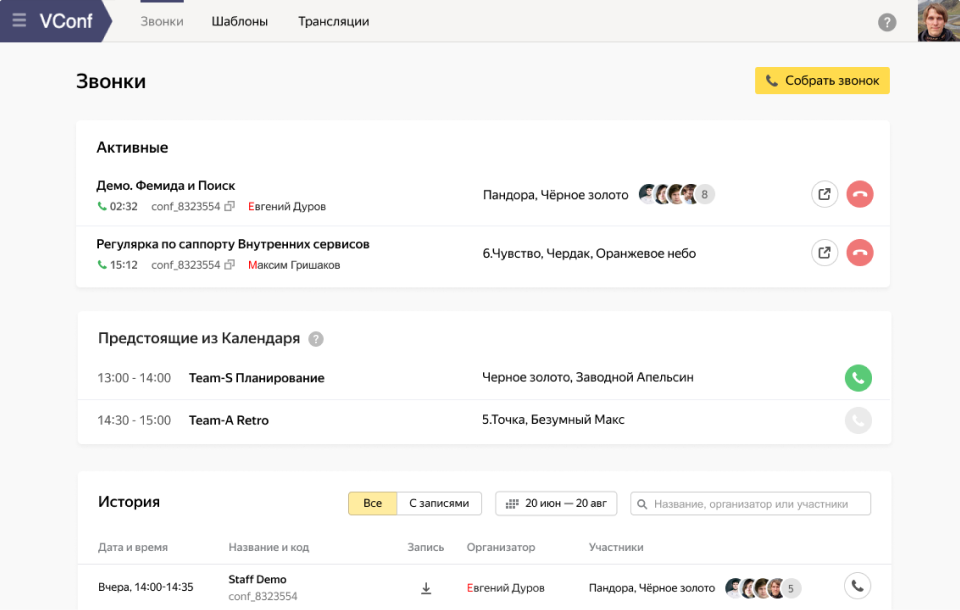 VConf Звонки Шаблоны Трансляции ?
Звонки Собрать звонок
Активные
Демо. Фемида и Поиск
Пандора, Чёрное золото 8
02:32 conf_8323554 Евгений Дуров
Регулярка по саппорту Внутренних сервисов
6.Чувство, Чердак, Оранжевое небо
15:12 conf_8323554 Максим Гришаков
Предстоящие из Календаря ?
13:00 - 14:00 Team-S Планирование Черное золото, Заводной Апельсин
14:30 - 15:00 Team-A Retro 5.Точка, Безумный Макс
История Все С записями 20 июн — 20 авг Название, организатор или участники
Дата и время Название и код Запись Организатор Участники
Вчера, 14:00-14:35 Staff Demo Евгений Дуров Пандора, Чёрное золото 5
conf_8323554